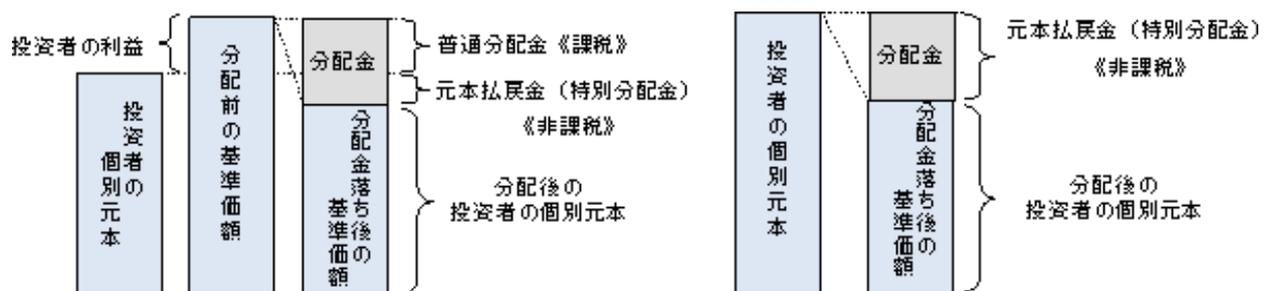 投資者の利益
投資者の
個別元本
分配前の基準価額
分配金
分配金落ち後の
基準価額
普通分配金《課税》
元本払戻金（特別分配金）
《非課税》
分配後の
投資者の個別元本
投資者の個別元本
分配金
分配金落ち後の
基準価額
元本払戻金（特別分配金）
《非課税》
分配後の
投資者の個別元本